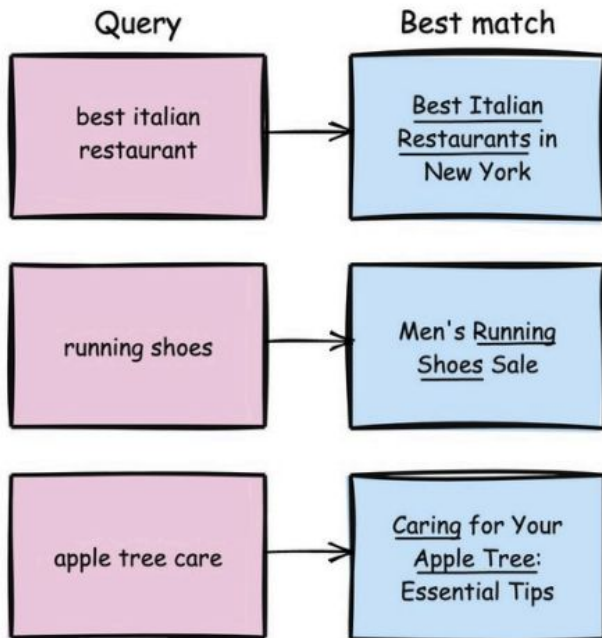 Query
Best match
best italian
restaurant
Best Italian
Restaurants in
New York
running shoes
Men's Running
Shoes Sale
apple tree care
Caring for Your
Apple Tree:
Essential Tips